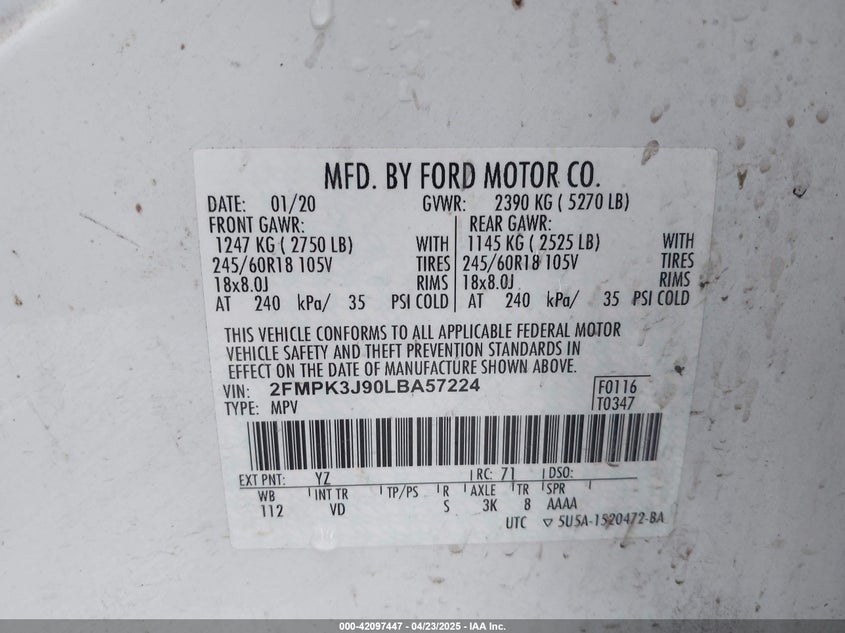 MFD. BY FORD MOTOR CO.
DATE: 01/20 GVWR: 2390 KG ( 5270 LB)
FRONT GAWR: REAR GAWR:
1247 KG ( 2750 LB) WITH 1145 KG ( 2525 LB) WITH
245/60R18 105V TIRES 245/60R18 105V TIRES
18x8.0J RIMS 18x8.0J RIMS
AT 240 kPa/ 35 PSI COLD AT 240 kPa/ 35 PSI COLD
THIS VEHICLE CONFORMS TO ALL APPLICABLE FEDERAL MOTOR
VEHICLE SAFETY AND THEFT PREVENTION STANDARDS IN
EFFECT ON THE DATE OF MANUFACTURE SHOWN ABOVE.
VIN: 2FMPK3J90LBA57224 F0116
TYPE: MPV T0347
EXT PNT: YZ RC: 71 DSO:
WB INT TR TP/PS R AXLE TR SPR
112 VD S 3K 8 AAAA
UTC ▽ 5U5A-1520472-BA
000-42097447 - 04/23/2025 - IAA Inc.